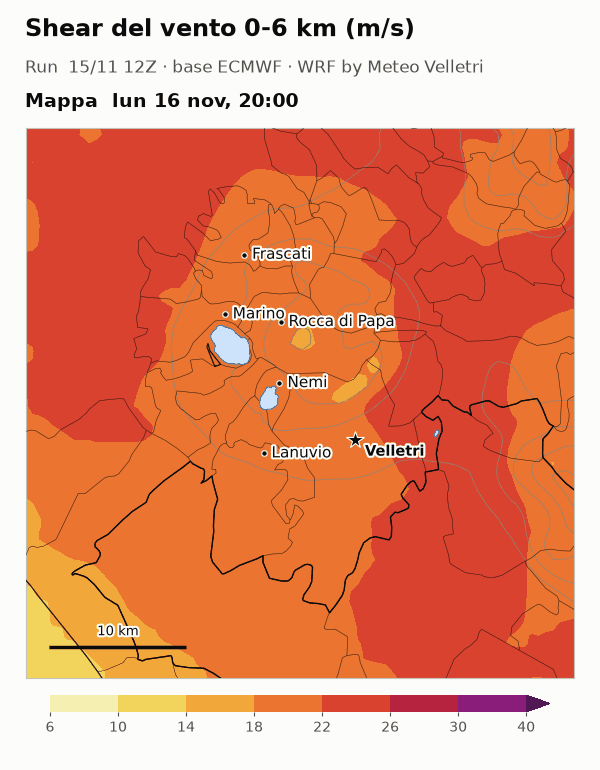 Shear del vento 0-6 km (m/s)
Run  15/11 12Z · base ECMWF · WRF by Meteo Velletri
Mappa  lun 16 nov, 20:00
Frascati
Marino
Rocca di Papa
Nemi
Velletri
Lanuvio
10 km
6 10 14 18 22 26 30 40